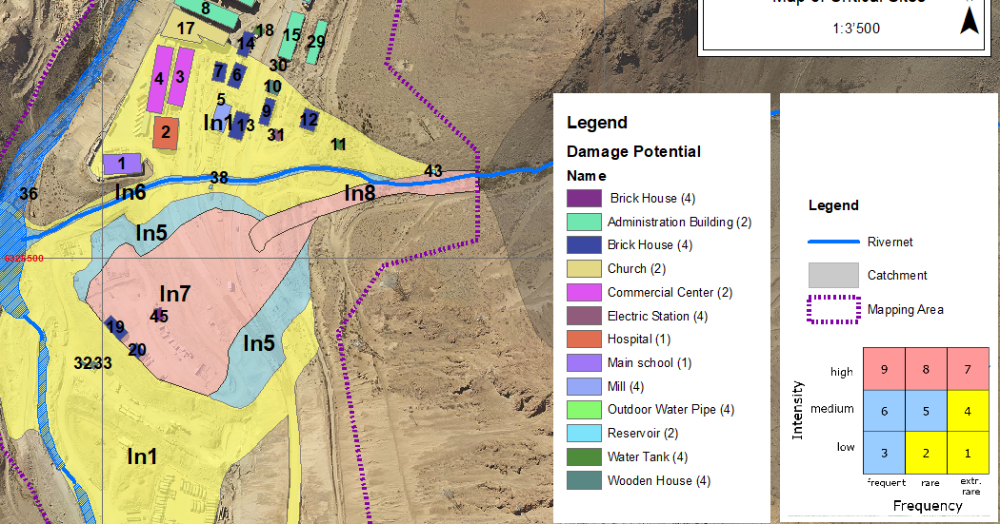 Map of Critical Sites
1:3'500
8
17
18
14
15
29
4
3
7
6
30
10
5
In1
13
9
12
2
31
11
1
38
43
36
In6
In8
In5
6326500
In7
45
19
20
In5
3233
In1
Legend
Damage Potential
Name
Brick House (4)
Administration Building (2)
Brick House (4)
Church (2)
Commercial Center (2)
Electric Station (4)
Hospital (1)
Main school (1)
Mill (4)
Outdoor Water Pipe (4)
Reservoir (2)
Water Tank (4)
Wooden House (4)
Legend
Rivernet
Catchment
Mapping Area
Intensity
high 9 8 7
medium 6 5 4
low 3 2 1
frequent rare extr. rare
Frequency